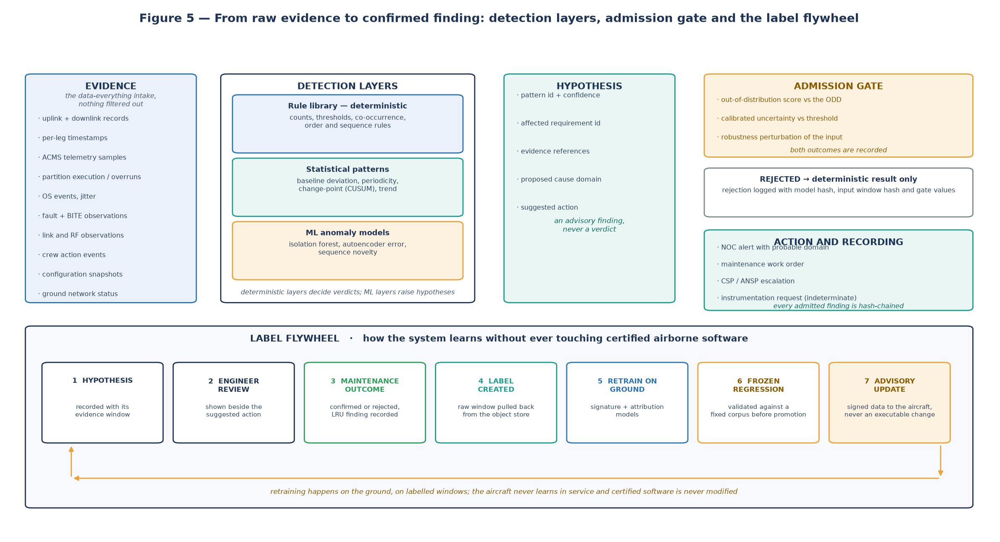 Figure 5 — From raw evidence to confirmed finding: detection layers, admission gate and the label flywheel
EVIDENCE
the data-everything intake,
nothing filtered out
· uplink + downlink records
· per-leg timestamps
· ACMS telemetry samples
· partition execution / overruns
· OS events, jitter
· fault + BITE observations
· link and RF observations
· crew action events
· configuration snapshots
· ground network status
DETECTION LAYERS
Rule library — deterministic
counts, thresholds, co-occurrence,
order and sequence rules
Statistical patterns
baseline deviation, periodicity,
change-point (CUSUM), trend
ML anomaly models
isolation forest, autoencoder error,
sequence novelty
deterministic layers decide verdicts; ML layers raise hypotheses
HYPOTHESIS
· pattern id + confidence
· affected requirement id
· evidence references
· proposed cause domain
· suggested action
an advisory finding,
never a verdict
ADMISSION GATE
· out-of-distribution score vs the ODD
· calibrated uncertainty vs threshold
· robustness perturbation of the input
both outcomes are recorded
REJECTED → deterministic result only
rejection logged with model hash, input window hash and gate values
ACTION AND RECORDING
· NOC alert with probable domain
· maintenance work order
· CSP / ANSP escalation
· instrumentation request (indeterminate)
every admitted finding is hash-chained
LABEL FLYWHEEL · how the system learns without ever touching certified airborne software
1 HYPOTHESIS
recorded with its
evidence window
2 ENGINEER
REVIEW
shown beside the
suggested action
3 MAINTENANCE
OUTCOME
confirmed or rejected,
LRU finding recorded
4 LABEL
CREATED
raw window pulled back
from the object store
5 RETRAIN ON
GROUND
signature + attribution
models
6 FROZEN
REGRESSION
validated against a
fixed corpus before promotion
7 ADVISORY
UPDATE
signed data to the aircraft,
never an executable change
retraining happens on the ground, on labelled windows; the aircraft never learns in service and certified software is never modified